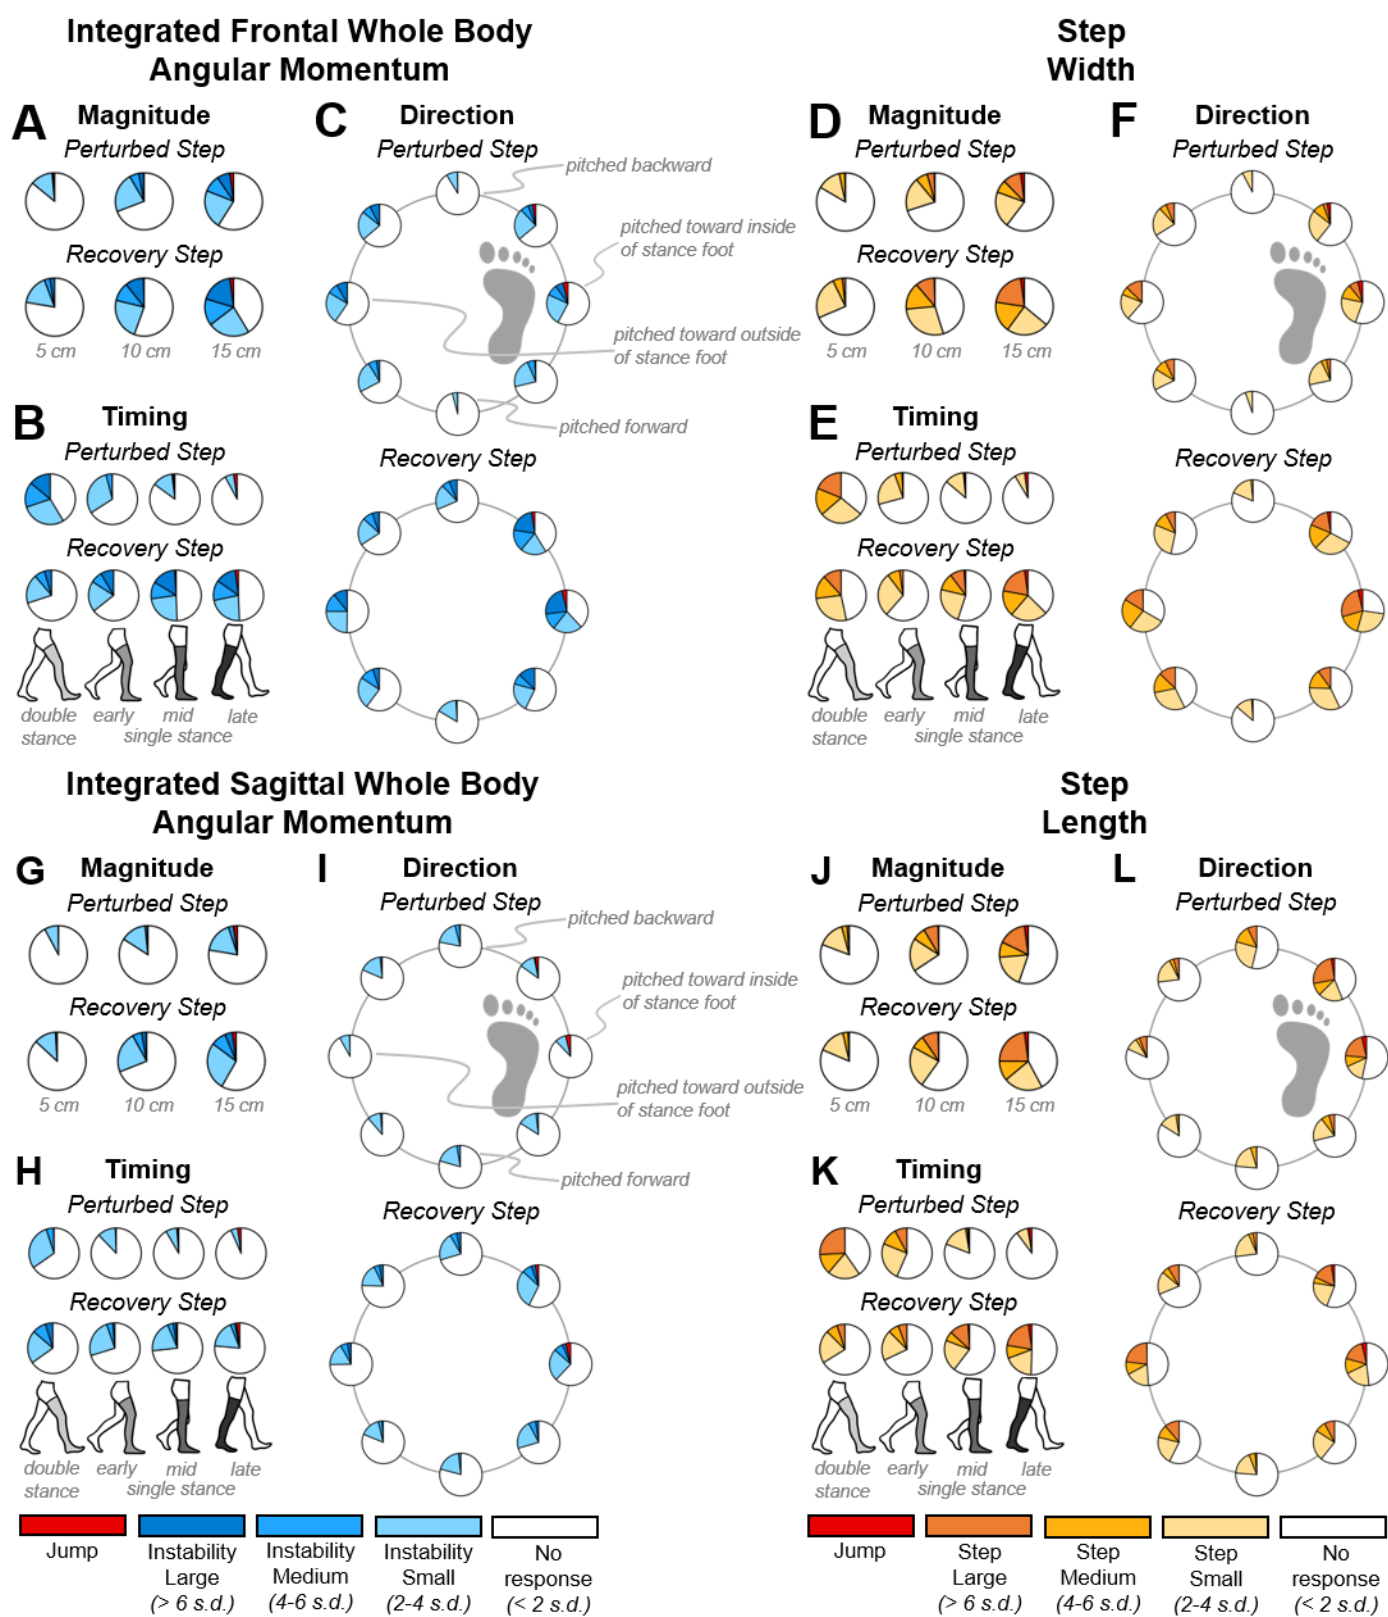 Integrated Frontal Whole Body
Angular Momentum
Step
Width
A Magnitude
Perturbed Step
Recovery Step
5 cm 10 cm 15 cm
B Timing
Perturbed Step
Recovery Step
double
stance
early mid late
single stance
C Direction
Perturbed Step
pitched backward
pitched toward inside
of stance foot
pitched toward outside
of stance foot
pitched forward
Recovery Step
D Magnitude
Perturbed Step
Recovery Step
5 cm 10 cm 15 cm
E Timing
Perturbed Step
Recovery Step
double
stance
early mid late
single stance
F Direction
Perturbed Step
Recovery Step
Integrated Sagittal Whole Body
Angular Momentum
Step
Length
G Magnitude
Perturbed Step
Recovery Step
5 cm 10 cm 15 cm
H Timing
Perturbed Step
Recovery Step
double
stance
early mid late
single stance
I Direction
Perturbed Step
pitched backward
pitched toward inside
of stance foot
pitched toward outside
of stance foot
pitched forward
Recovery Step
J Magnitude
Perturbed Step
Recovery Step
5 cm 10 cm 15 cm
K Timing
Perturbed Step
Recovery Step
double
stance
early mid late
single stance
L Direction
Perturbed Step
Recovery Step
Jump
Instability
Large
(> 6 s.d.)
Instability
Medium
(4-6 s.d.)
Instability
Small
(2-4 s.d.)
No
response
(< 2 s.d.)
Jump
Step
Large
(> 6 s.d.)
Step
Medium
(4-6 s.d.)
Step
Small
(2-4 s.d.)
No
response
(< 2 s.d.)